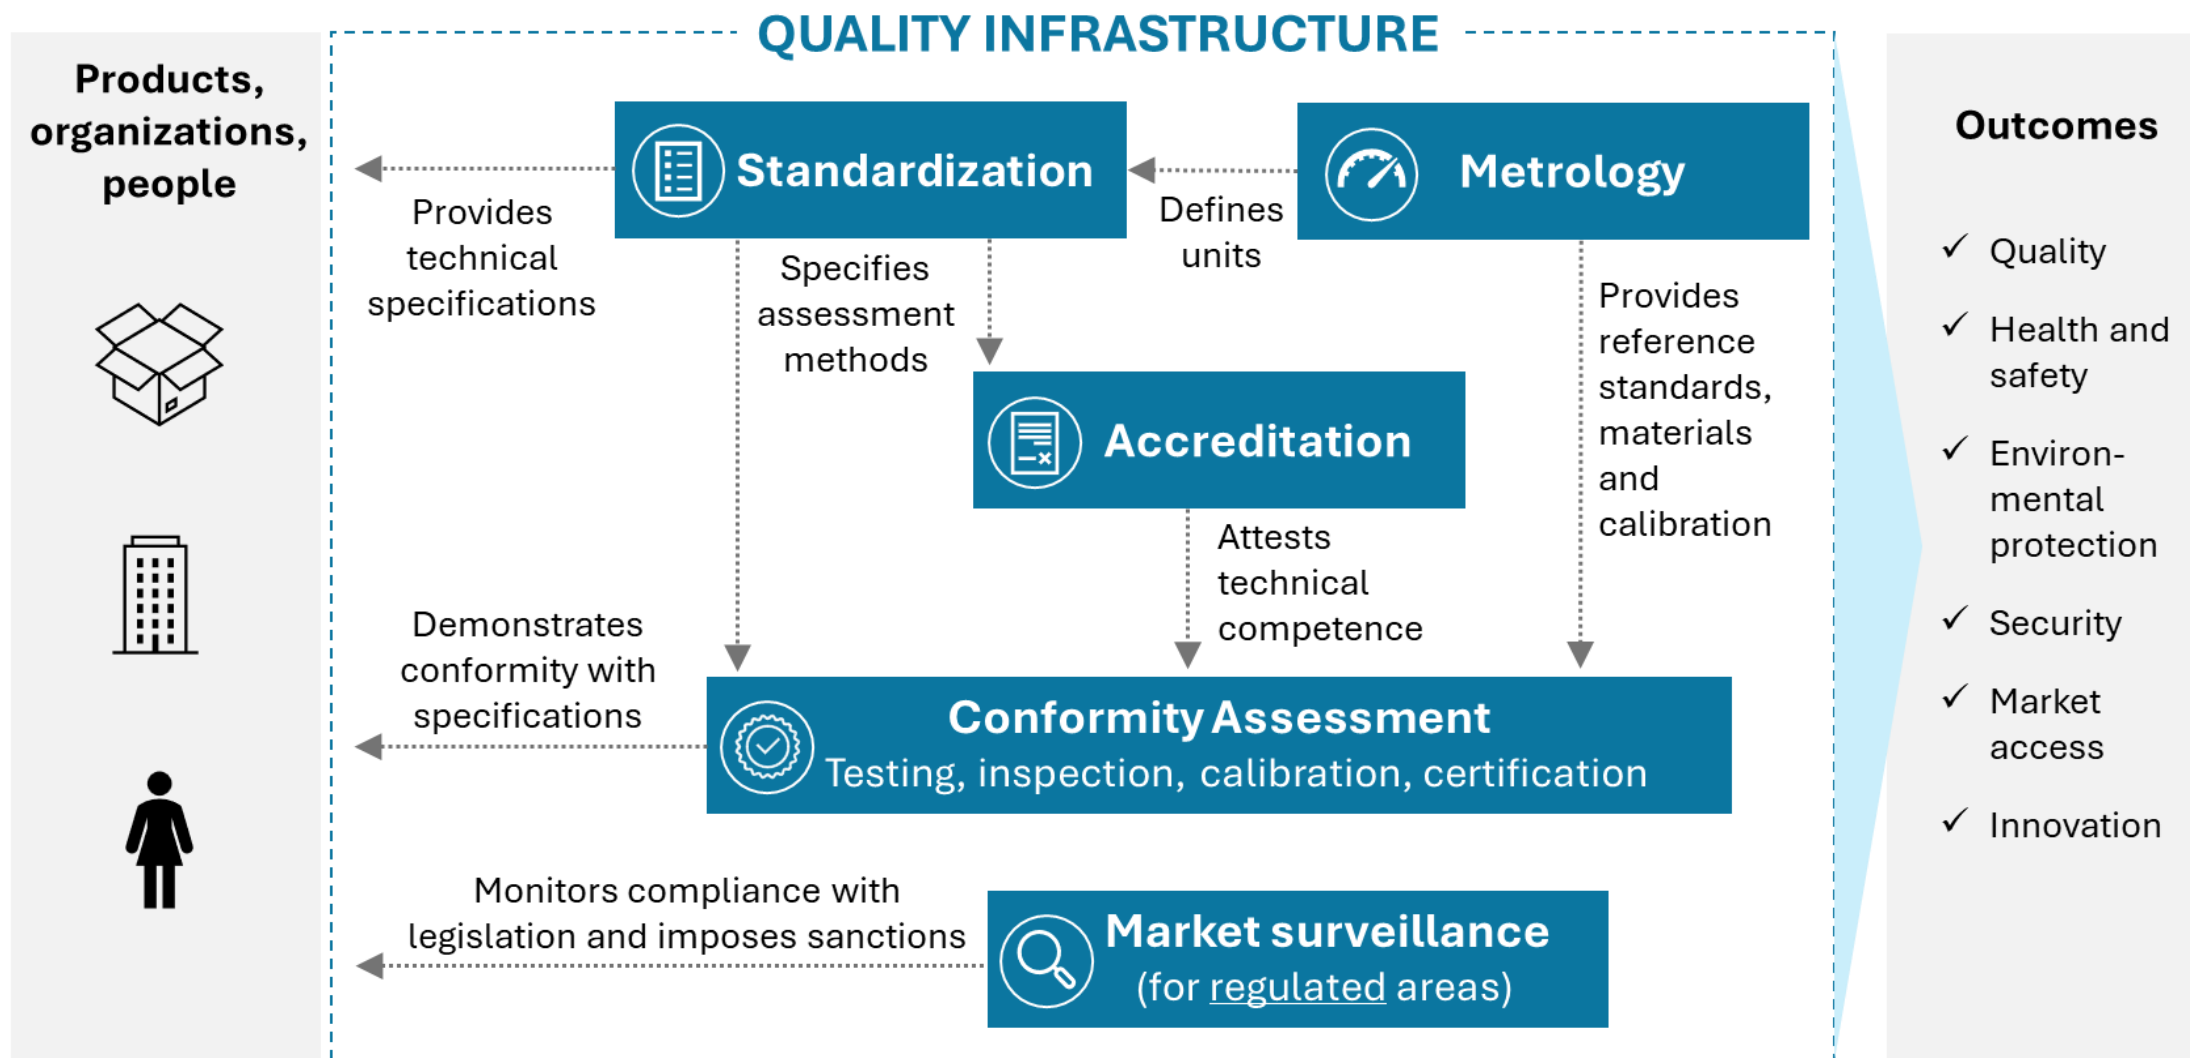 QUALITY INFRASTRUCTURE
Products,
organizations,
people
Standardization
Metrology
Provides
technical
specifications
Defines
units
Specifies
assessment
methods
Provides
reference
standards,
materials
and
calibration
Accreditation
Attests
technical
competence
Demonstrates
conformity with
specifications
Conformity Assessment
Testing, inspection, calibration, certification
Monitors compliance with
legislation and imposes sanctions
Market surveillance
(for regulated areas)
Outcomes
✓ Quality
✓ Health and
safety
✓ Environ-
mental
protection
✓ Security
✓ Market
access
✓ Innovation